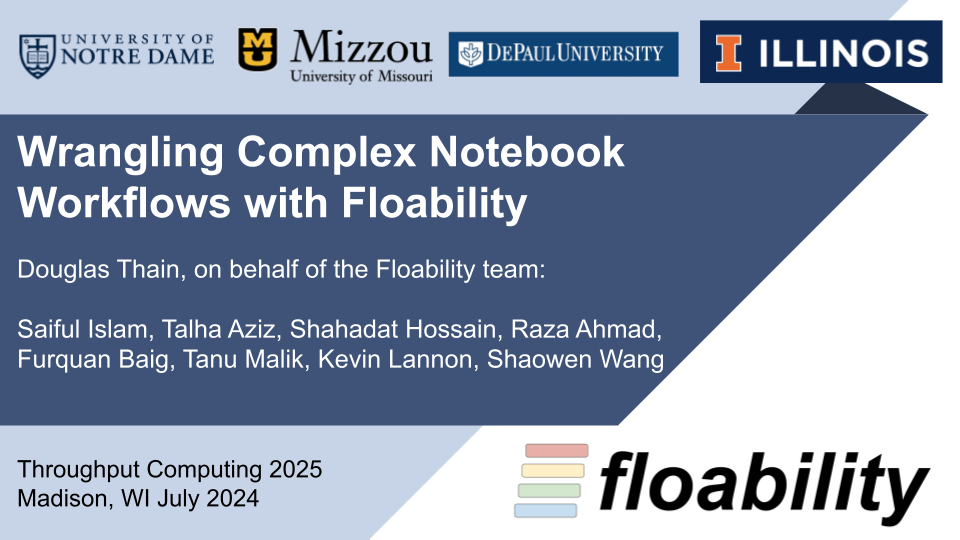 UNIVERSITY OF
NOTRE DAME
Mizzou
University of Missouri
DEPAUL UNIVERSITY
ILLINOIS
Wrangling Complex Notebook
Workflows with Floability
Douglas Thain, on behalf of the Floability team:
Saiful Islam, Talha Aziz, Shahadat Hossain, Raza Ahmad,
Furquan Baig, Tanu Malik, Kevin Lannon, Shaowen Wang
Throughput Computing 2025
Madison, WI July 2024
floability